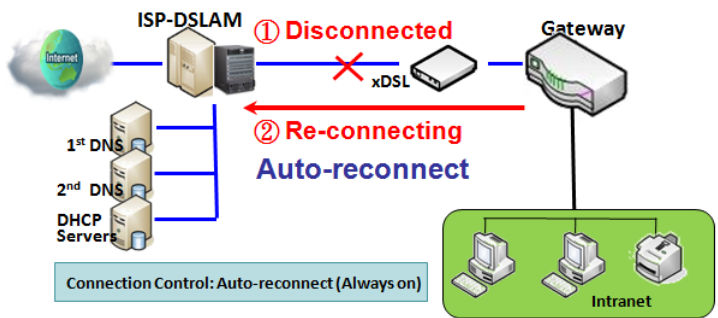 ISP-DSLAM
① Disconnected
Gateway
Internet
xDSL
② Re-connecting
1st DNS
Auto-reconnect
2nd DNS
DHCP
Servers
Connection Control: Auto-reconnect (Always on)
Intranet